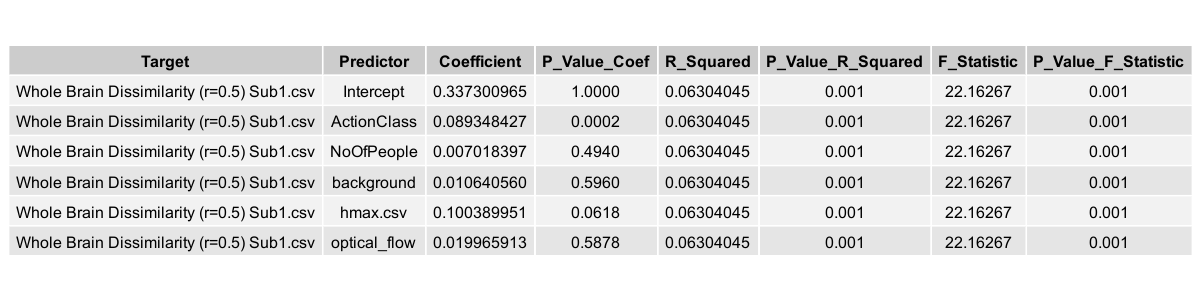 Target Predictor Coefficient P_Value_Coef R_Squared P_Value_R_Squared F_Statistic P_Value_F_Statistic
Whole Brain Dissimilarity (r=0.5) Sub1.csv Intercept 0.337300965 1.0000 0.06304045 0.001 22.16267 0.001
Whole Brain Dissimilarity (r=0.5) Sub1.csv ActionClass 0.089348427 0.0002 0.06304045 0.001 22.16267 0.001
Whole Brain Dissimilarity (r=0.5) Sub1.csv NoOfPeople 0.007018397 0.4940 0.06304045 0.001 22.16267 0.001
Whole Brain Dissimilarity (r=0.5) Sub1.csv background 0.010640560 0.5960 0.06304045 0.001 22.16267 0.001
Whole Brain Dissimilarity (r=0.5) Sub1.csv hmax.csv 0.100389951 0.0618 0.06304045 0.001 22.16267 0.001
Whole Brain Dissimilarity (r=0.5) Sub1.csv optical_flow 0.019965913 0.5878 0.06304045 0.001 22.16267 0.001